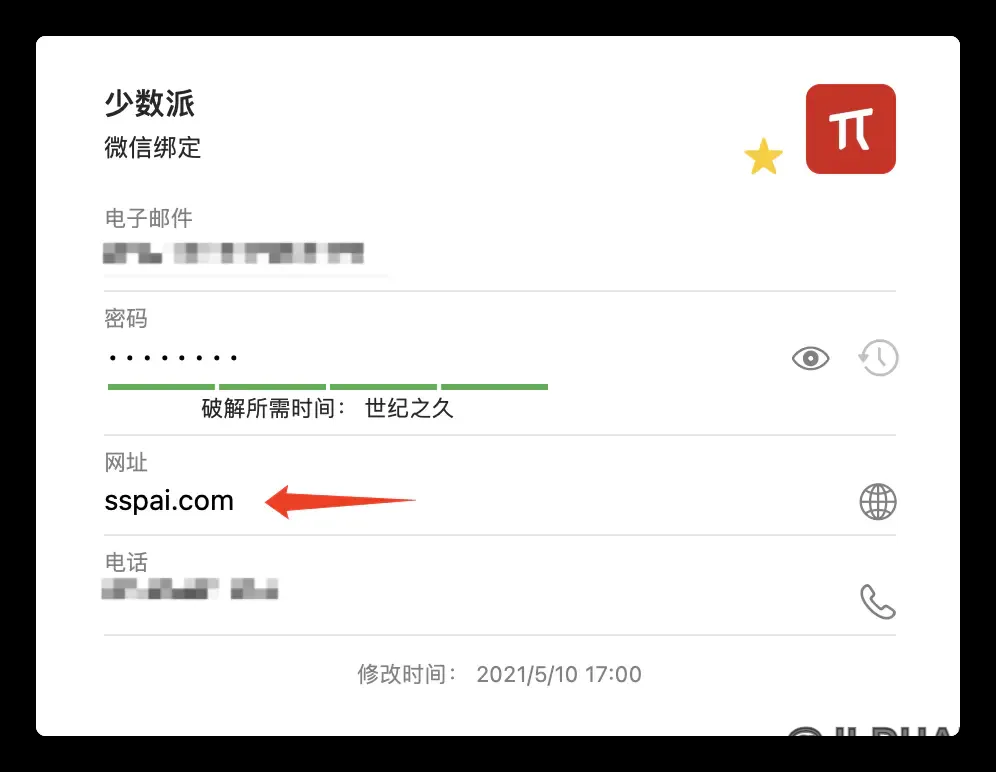 少数派
微信绑定
电子邮件
密码
········
破解所需时间： 世纪之久
网址
sspai.com
电话
修改时间： 2021/5/10 17:00